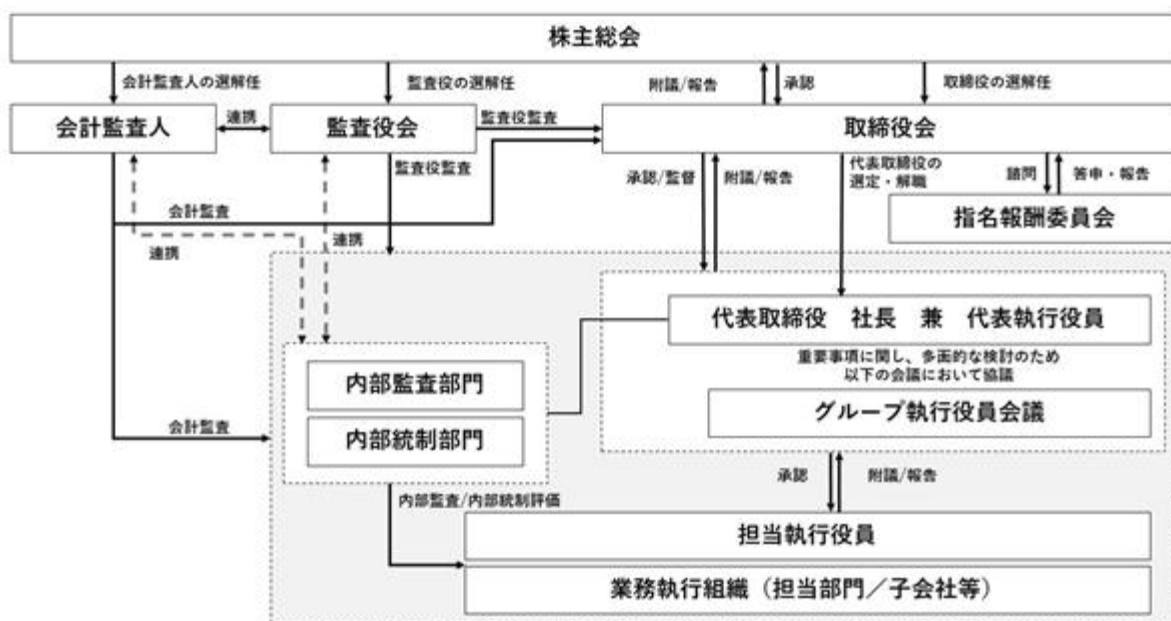 株主総会
会計監査人の選解任
監査役の選解任
附議/報告
承認
取締役の選解任
会計監査人
連携
監査役会
監査役監査
取締役会
監査役監査
承認/監督
附議/報告
代表取締役の
選定・解職
諮問
答申・報告
会計監査
指名報酬委員会
連携
連携
代表取締役 社長 兼 代表執行役員
重要事項に関し、多面的な検討のため
以下の会議において協議
内部監査部門
グループ執行役員会議
会計監査
内部統制部門
承認
附議/報告
内部監査/内部統制評価
担当執行役員
業務執行組織（担当部門／子会社等）